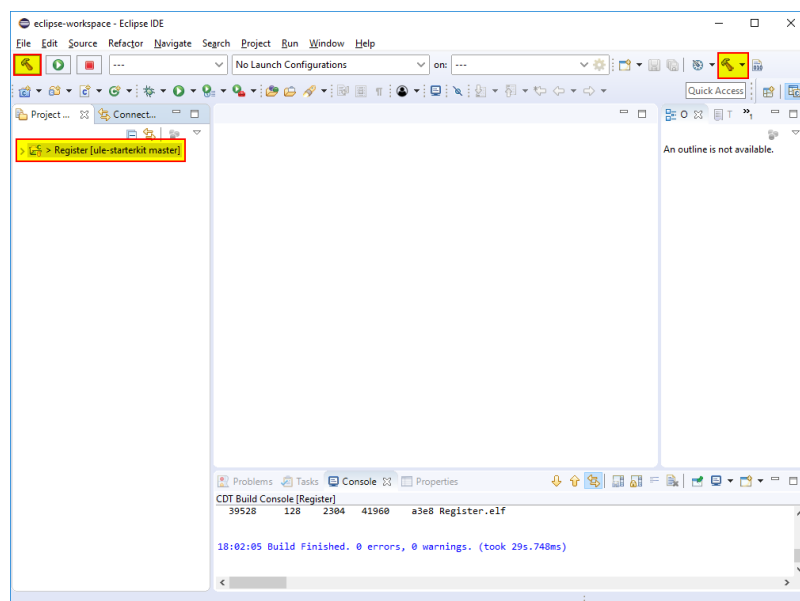 eclipse-workspace - Eclipse IDE
File Edit Source Refactor Navigate Search Project Run Window Help
--- No Launch Configurations on: ---
Quick Access
Project ... Connect... O T »1
> Register [ule-starterkit master]
An outline is not available.
Problems Tasks Console Properties
CDT Build Console [Register]
39528 128 2304 41960 a3e8 Register.elf
18:02:05 Build Finished. 0 errors, 0 warnings. (took 29s.748ms)